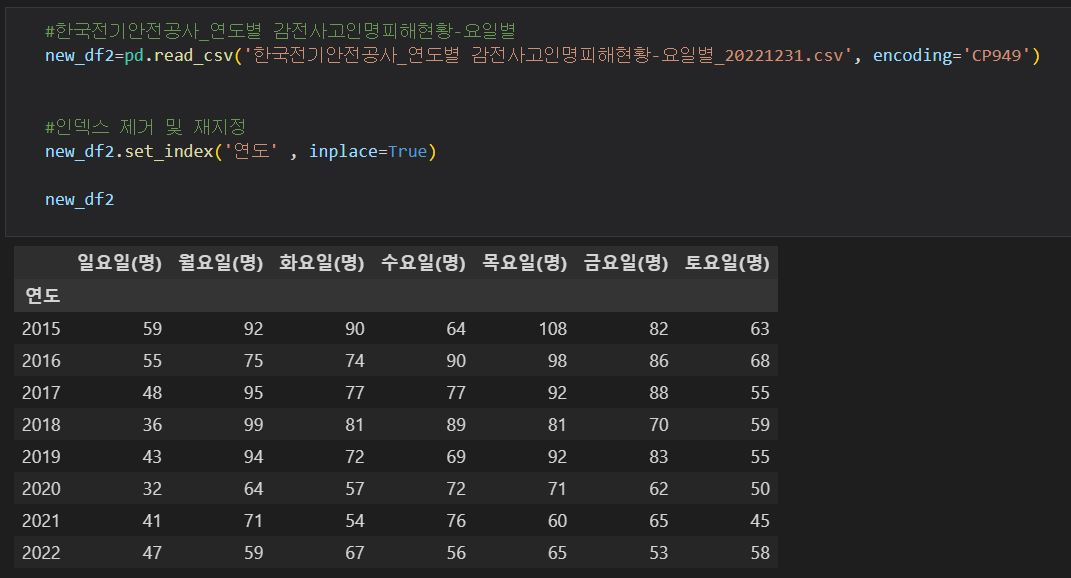 #한국전기안전공사_연도별 감전사고인명피해현황-요일별
new_df2=pd.read_csv('한국전기안전공사_연도별 감전사고인명피해현황-요일별_20221231.csv', encoding='CP949')
#인덱스 제거 및 재지정
new_df2.set_index('연도' , inplace=True)
new_df2
일요일(명) 월요일(명) 화요일(명) 수요일(명) 목요일(명) 금요일(명) 토요일(명)
연도
2015 59 92 90 64 108 82 63
2016 55 75 74 90 98 86 68
2017 48 95 77 77 92 88 55
2018 36 99 81 89 81 70 59
2019 43 94 72 69 92 83 55
2020 32 64 57 72 71 62 50
2021 41 71 54 76 60 65 45
2022 47 59 67 56 65 53 58